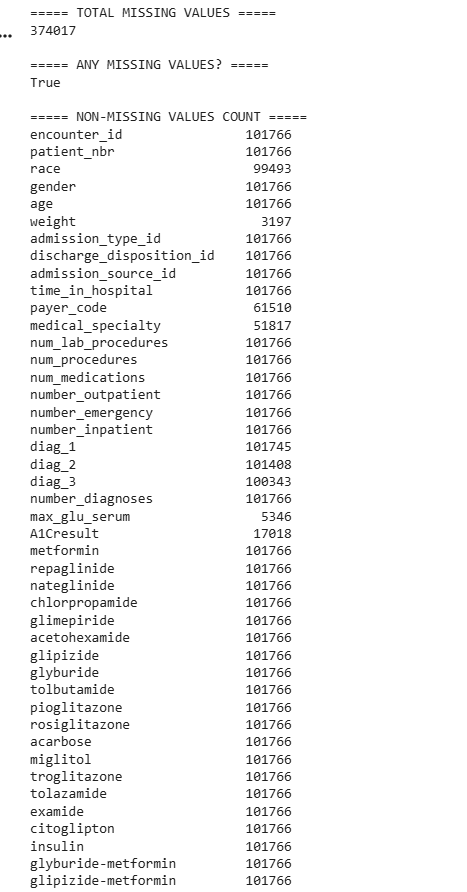 ===== TOTAL MISSING VALUES =====
... 374017
===== ANY MISSING VALUES? =====
True
===== NON-MISSING VALUES COUNT =====
encounter_id 101766
patient_nbr 101766
race 99493
gender 101766
age 101766
weight 3197
admission_type_id 101766
discharge_disposition_id 101766
admission_source_id 101766
time_in_hospital 101766
payer_code 61510
medical_specialty 51817
num_lab_procedures 101766
num_procedures 101766
num_medications 101766
number_outpatient 101766
number_emergency 101766
number_inpatient 101766
diag_1 101745
diag_2 101408
diag_3 100343
number_diagnoses 101766
max_glu_serum 5346
A1Cresult 17018
metformin 101766
repaglinide 101766
nateglinide 101766
chlorpropamide 101766
glimepiride 101766
acetohexamide 101766
glipizide 101766
glyburide 101766
tolbutamide 101766
pioglitazone 101766
rosiglitazone 101766
acarbose 101766
miglitol 101766
troglitazone 101766
tolazamide 101766
examide 101766
citoglipton 101766
insulin 101766
glyburide-metformin 101766
glipizide-metformin 101766